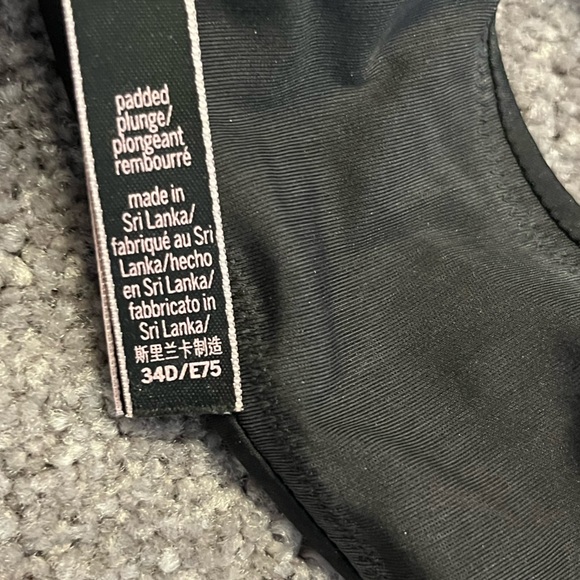 padded
plunge/
plongeant
rembourré
made in
Sri Lanka/
fabriqué au Sri
Lanka/hecho
en Sri Lanka/
fabbricato in
Sri Lanka/
斯里兰卡制造
34D/E75